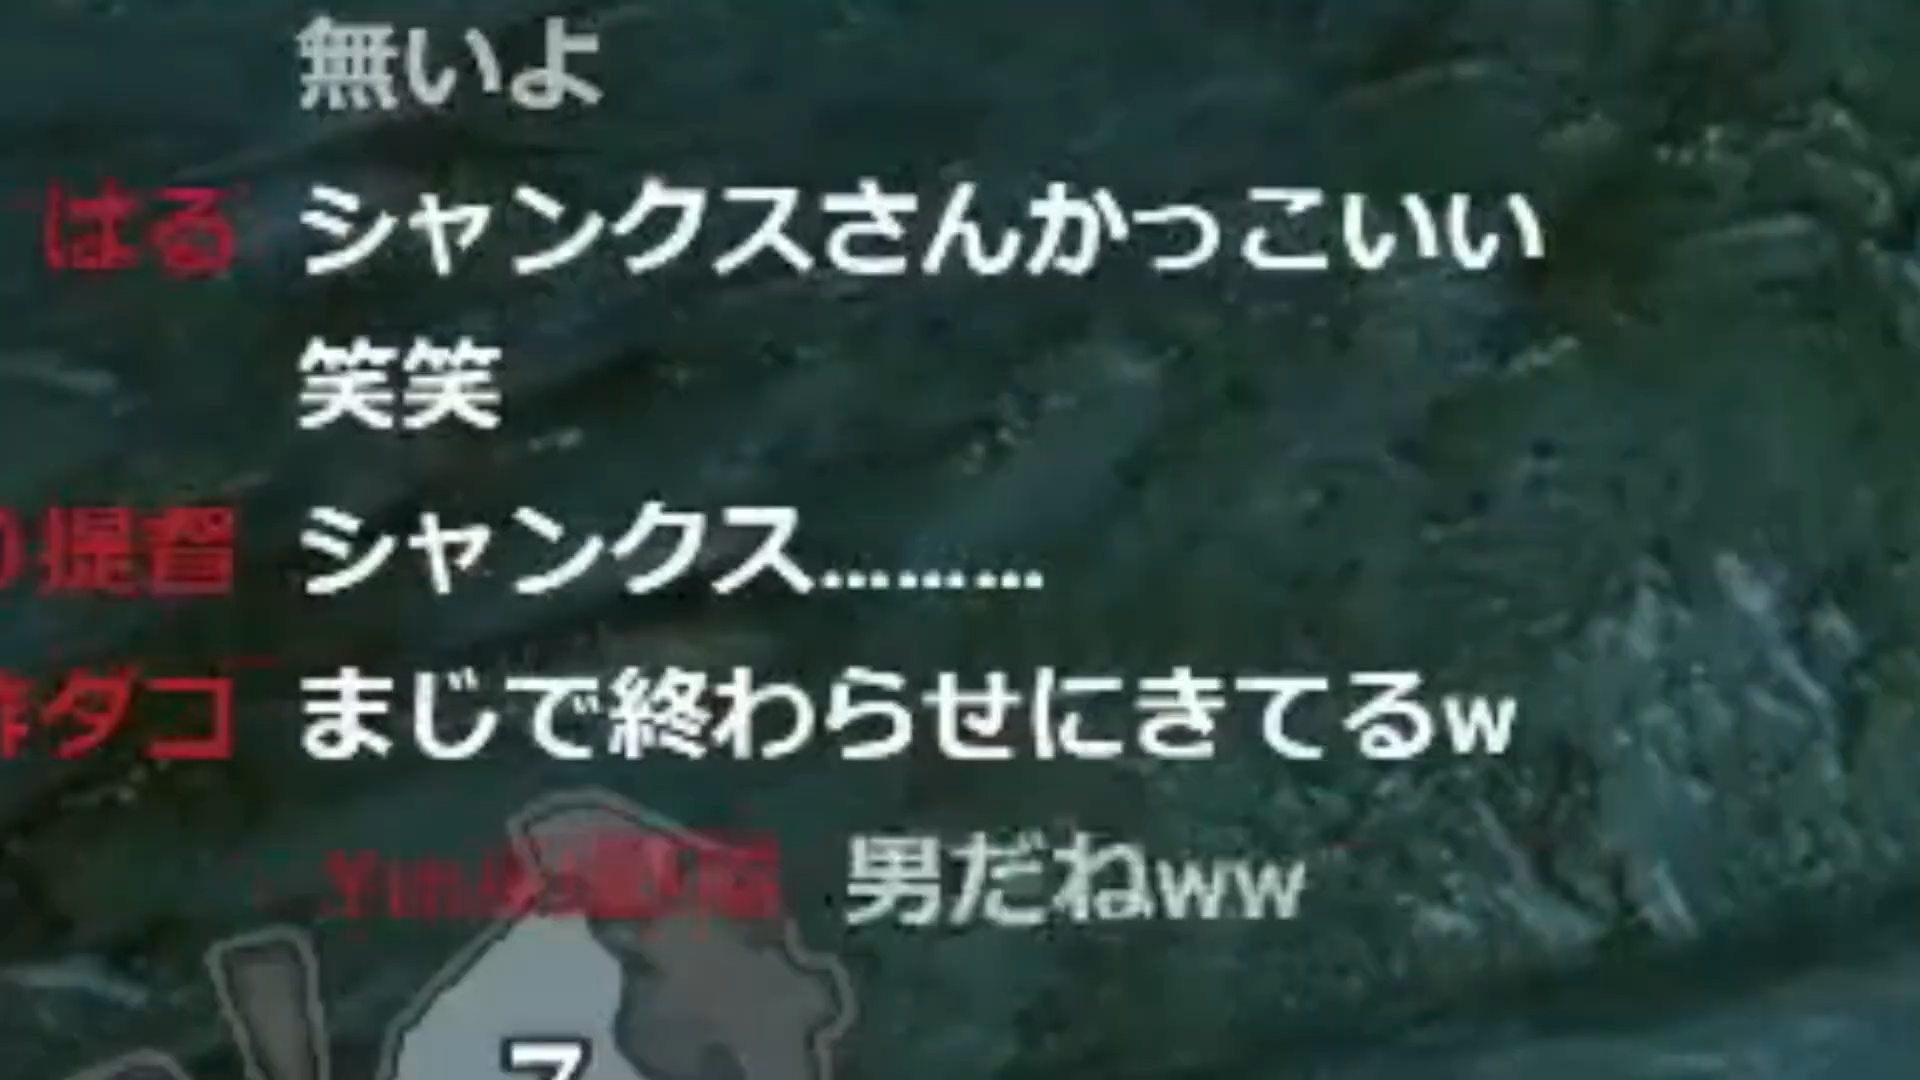 無いよ
はる シャンクスさんかっこいい
笑笑
提督 シャンクス………
ダコ まじで終わらせにきてるw
男だねww